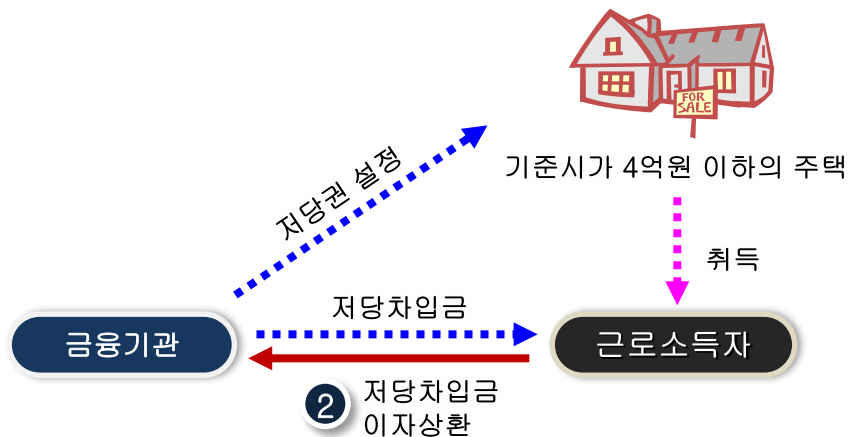 FOR
SALE
기준시가 4억원 이하의 주택
저당권 설정
취득
저당차입금
금융기관
근로소득자
2
저당차입금
이자상환